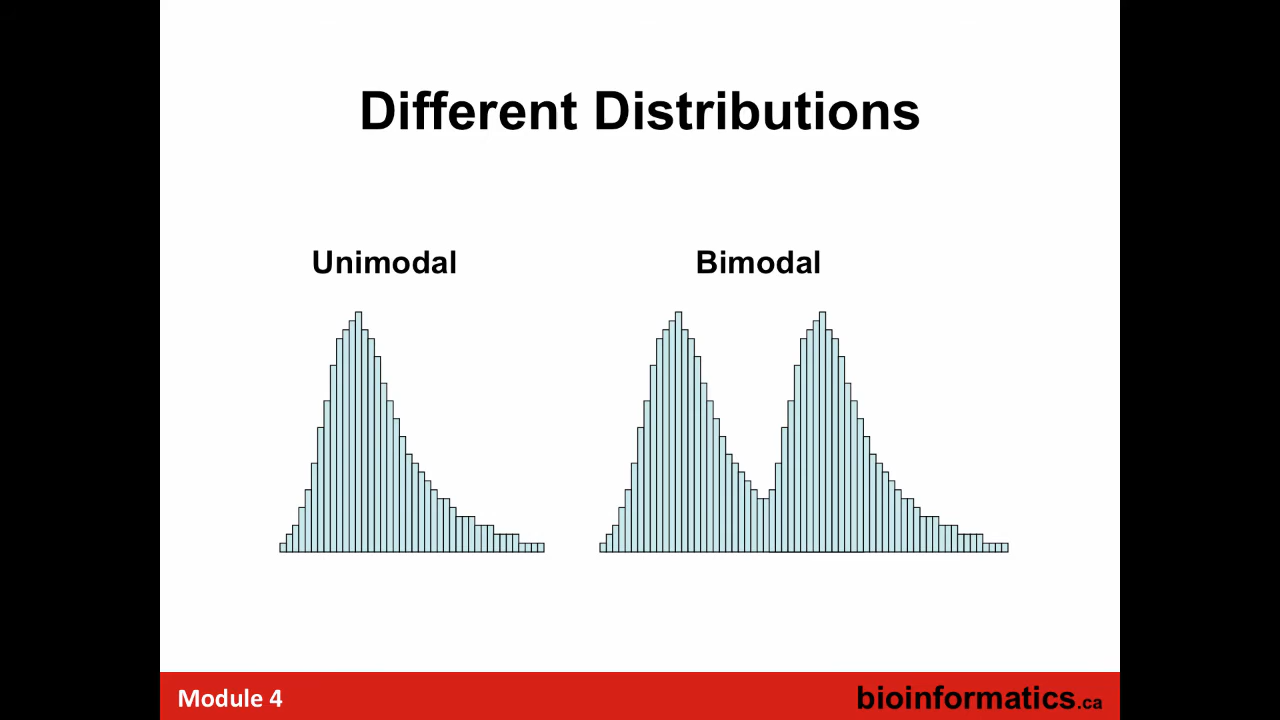 Different Distributions
Unimodal
Bimodal
Module 4
bioinformatics.ca